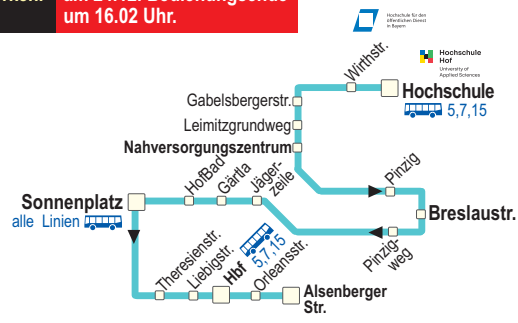 um 16.02 Uhr.
Hochschule für den
öffentlichen Dienst
in Bayern
Hochschule
Hof
University of
Applied Sciences
Wirthstr.
Hochschule
5,7,15
Gabelsbergerstr.
Leimitzgrundweg
Nahversorgungszentrum
HofBad
Gärtla
Jäger-
zeile
Pinzig
Sonnenplatz
alle Linien
Breslaustr.
Pinzig-
weg
Theresienstr.
Liebigstr.
Hbf
5,7,15
Orleansstr.
Alsenberger
Str.